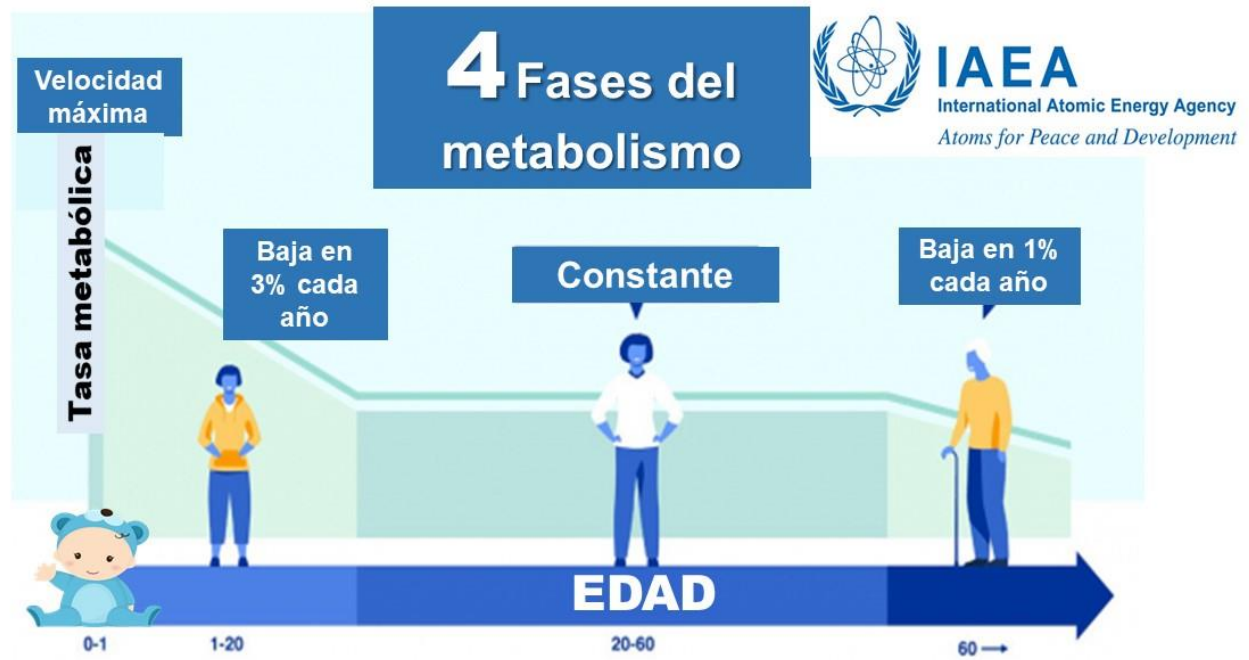 4 Fases del
metabolismo
IAEA
International Atomic Energy Agency
Atoms for Peace and Development
Velocidad
máxima
Tasa metabólica
Baja en
3% cada
año
Constante
Baja en 1%
cada año
EDAD
0-1
1-20
20-60
60